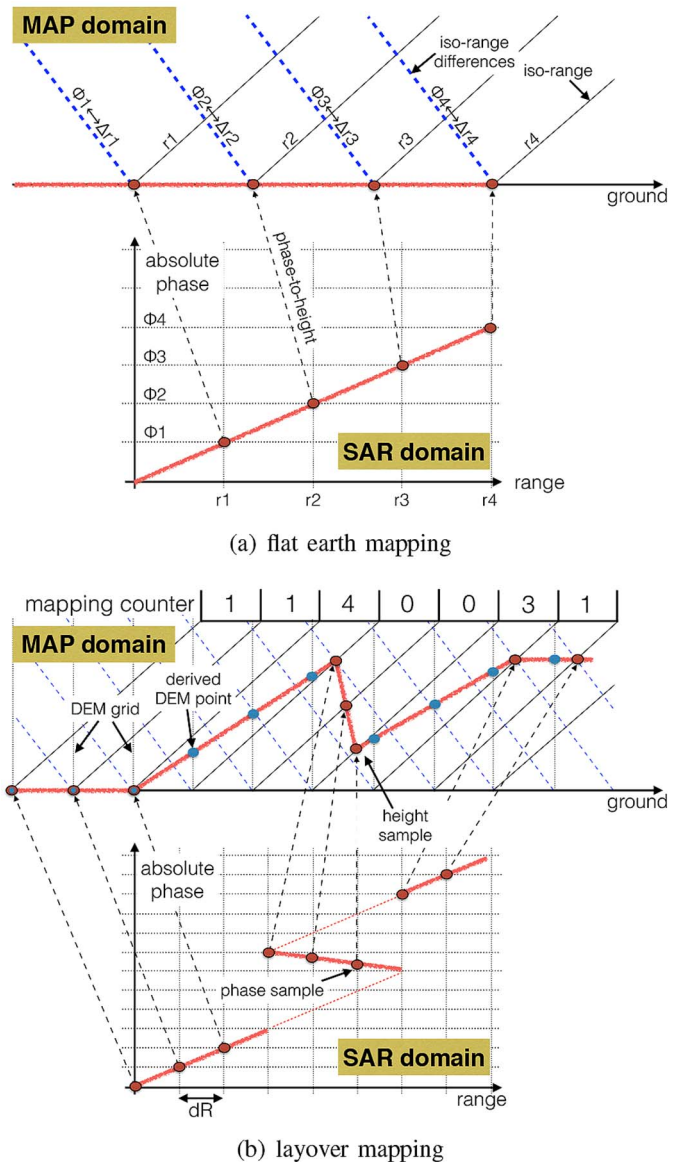 MAP domain
iso-range
differences
iso-range
Φ1↔Δr1
r1
Φ2↔Δr2
r2
Φ3↔Δr3
r3
Φ4↔Δr4
r4
ground
absolute
phase
phase-to-height
Φ4
Φ3
Φ2
Φ1
SAR domain
r1 r2 r3 r4
range
(a) flat earth mapping
mapping counter 1 1 4 0 0 3 1
MAP domain
derived
DEM point
DEM grid
ground
height
sample
absolute
phase
phase sample
SAR domain
dR
range
(b) layover mapping